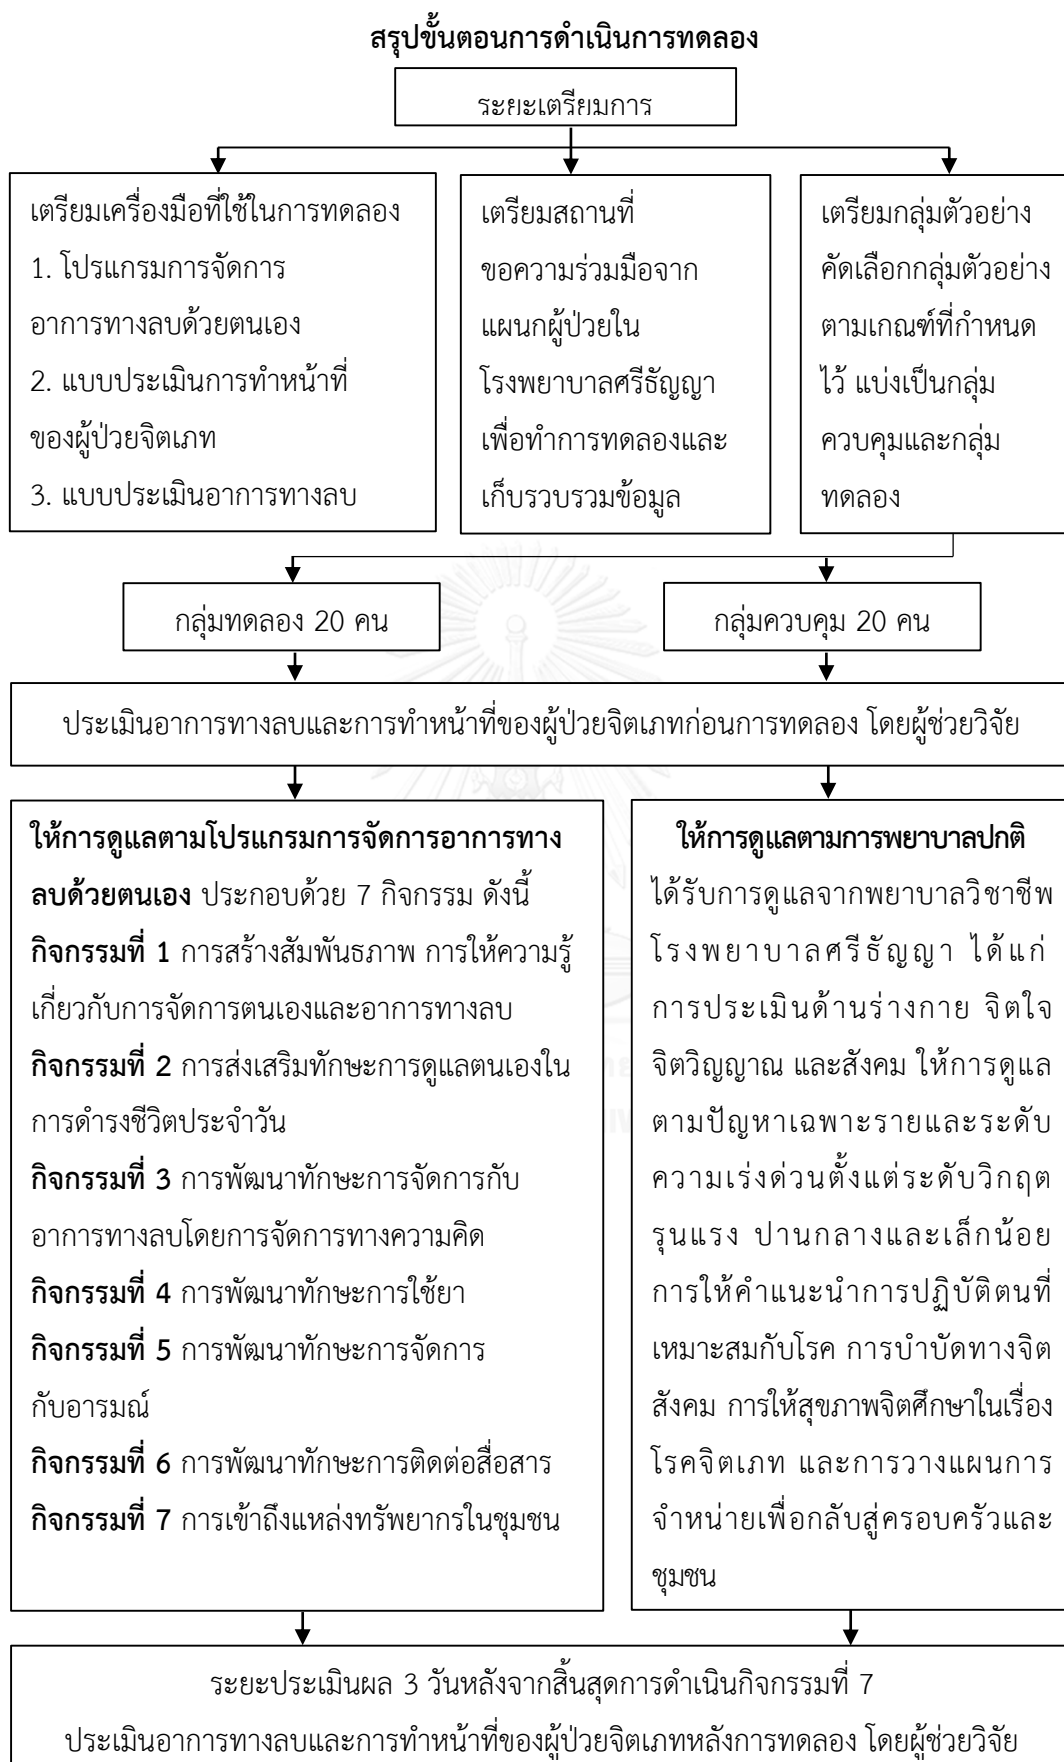 สรุปขั้นตอนการดำเนินการทดลอง
ระยะเตรียมการ
เตรียมเครื่องมือที่ใช้ในการทดลอง
1. โปรแกรมการจัดการ
อาการทางลบด้วยตนเอง
2. แบบประเมินการทำหน้าที่
ของผู้ป่วยจิตเภท
3. แบบประเมินอาการทางลบ
เตรียมสถานที่
ขอความร่วมมือจาก
แผนกผู้ป่วยใน
โรงพยาบาลศรีธัญญา
เพื่อทำการทดลองและ
เก็บรวบรวมข้อมูล
เตรียมกลุ่มตัวอย่าง
คัดเลือกกลุ่มตัวอย่าง
ตามเกณฑ์ที่กำหนด
ไว้ แบ่งเป็นกลุ่ม
ควบคุมและกลุ่ม
ทดลอง
กลุ่มทดลอง 20 คน
กลุ่มควบคุม 20 คน
ประเมินอาการทางลบและการทำหน้าที่ของผู้ป่วยจิตเภทก่อนการทดลอง โดยผู้ช่วยวิจัย
ให้การดูแลตามโปรแกรมการจัดการอาการทาง
ลบด้วยตนเอง ประกอบด้วย 7 กิจกรรม ดังนี้
กิจกรรมที่ 1 การสร้างสัมพันธภาพ การให้ความรู้
เกี่ยวกับการจัดการตนเองและอาการทางลบ
กิจกรรมที่ 2 การส่งเสริมทักษะการดูแลตนเองใน
การดำรงชีวิตประจำวัน
กิจกรรมที่ 3 การพัฒนาทักษะการจัดการกับ
อาการทางลบโดยการจัดการทางความคิด
กิจกรรมที่ 4 การพัฒนาทักษะการใช้ยา
กิจกรรมที่ 5 การพัฒนาทักษะการจัดการ
กับอารมณ์
กิจกรรมที่ 6 การพัฒนาทักษะการติดต่อสื่อสาร
กิจกรรมที่ 7 การเข้าถึงแหล่งทรัพยากรในชุมชน
ให้การดูแลตามการพยาบาลปกติ
ได้รับการดูแลจากพยาบาลวิชาชีพ
โรงพยาบาลศรีธัญญา ได้แก่
การประเมินด้านร่างกาย จิตใจ
จิตวิญญาณ และสังคม ให้การดูแล
ตามปัญหาเฉพาะรายและระดับ
ความเร่งด่วนตั้งแต่ระดับวิกฤต
รุนแรง ปานกลางและเล็กน้อย
การให้คำแนะนำการปฏิบัติตนที่
เหมาะสมกับโรค การบำบัดทางจิต
สังคม การให้สุขภาพจิตศึกษาในเรื่อง
โรคจิตเภท และการวางแผนการ
จำหน่ายเพื่อกลับสู่ครอบครัวและ
ชุมชน
ระยะประเมินผล 3 วันหลังจากสิ้นสุดการดำเนินกิจกรรมที่ 7
ประเมินอาการทางลบและการทำหน้าที่ของผู้ป่วยจิตเภทหลังการทดลอง โดยผู้ช่วยวิจัย